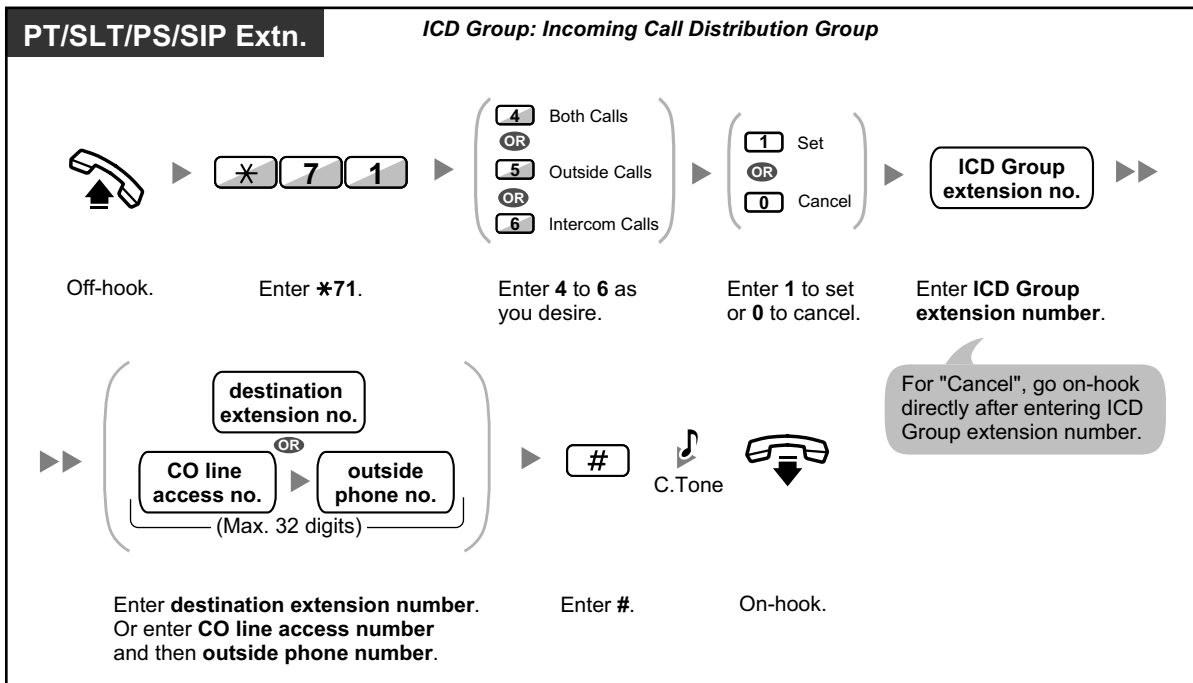 PT/SLT/PS/SIP Extn.
ICD Group: Incoming Call Distribution Group
4 Both Calls
OR
5 Outside Calls
OR
6 Intercom Calls
1 Set
OR
0 Cancel
ICD Group
extension no.
✱ 7 1
Off-hook.
Enter ✱71.
Enter 4 to 6 as
you desire.
Enter 1 to set
or 0 to cancel.
Enter ICD Group
extension number.
For "Cancel", go on-hook
directly after entering ICD
Group extension number.
destination
extension no.
OR
CO line
access no.
outside
phone no.
(Max. 32 digits)
#
C.Tone
Enter destination extension number.
Or enter CO line access number
and then outside phone number.
Enter #.
On-hook.